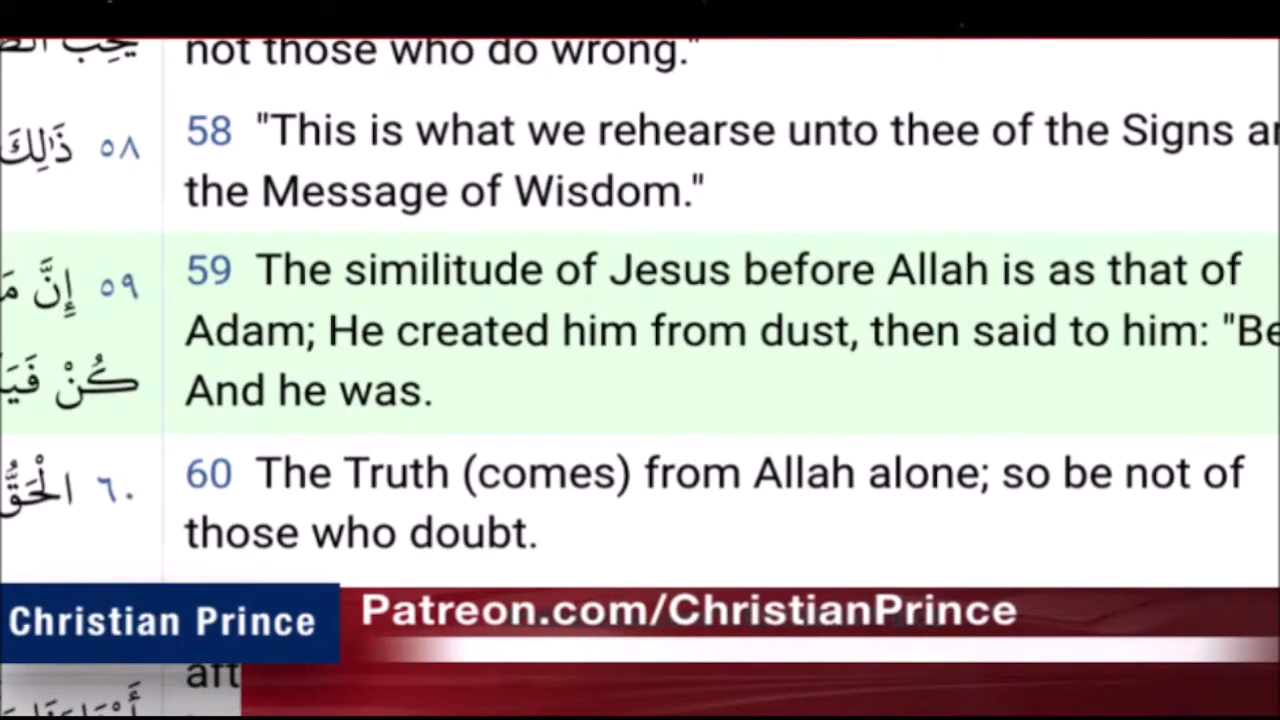 not those who do wrong."
ذَٰلِكَ ٥٨ 58 "This is what we rehearse unto thee of the Signs
the Message of Wisdom."
إِنَّ ٥٩ 59 The similitude of Jesus before Allah is as that of
Adam; He created him from dust, then said to him: "Be
كُنْ And he was.
٦٠ 60 The Truth (comes) from Allah alone; so be not of
those who doubt.
Christian Prince
Patreon.com/ChristianPrince
aft